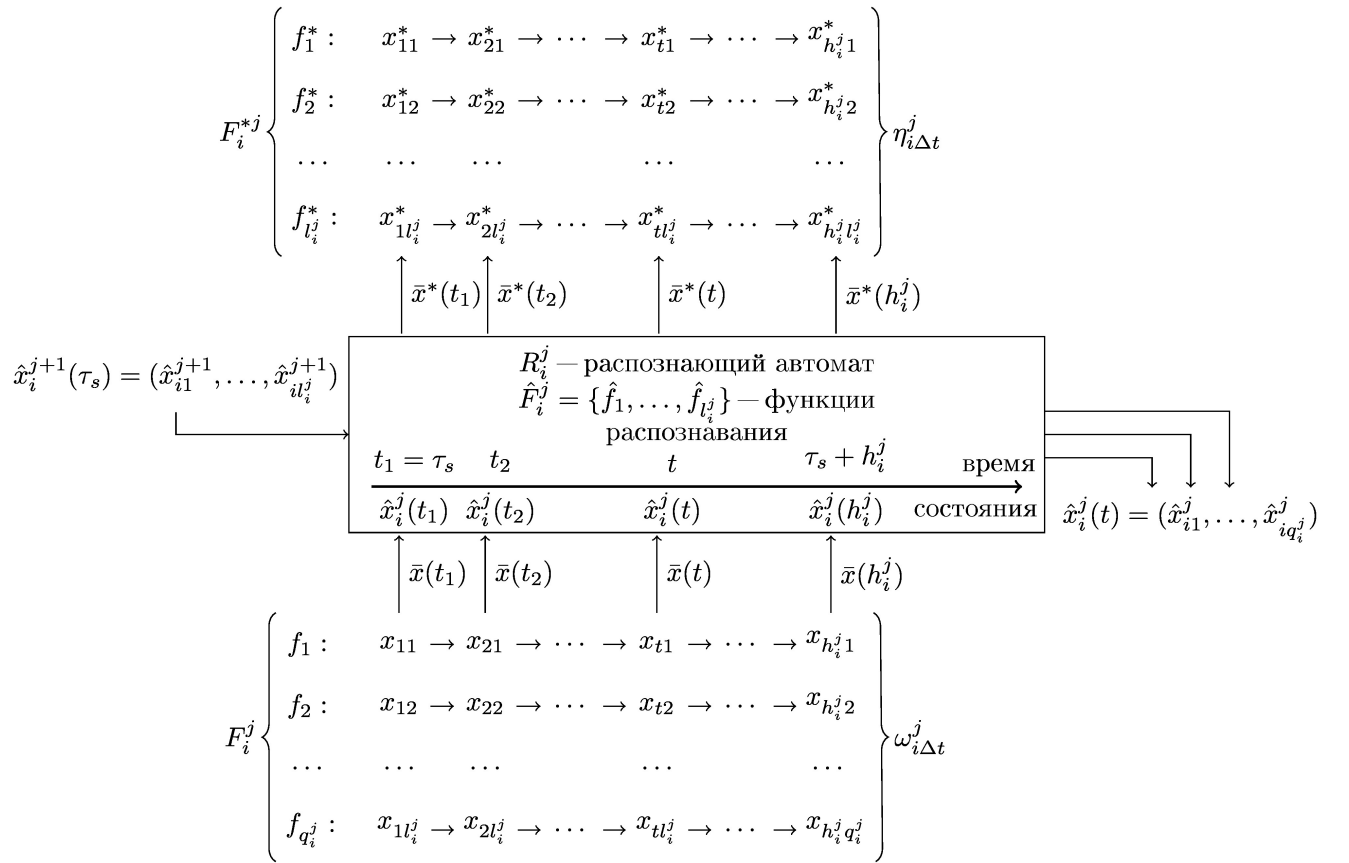 f_1^* : x_{11}^* → x_{21}^* → ⋯ → x_{t1}^* → ⋯ → x_{h_i^j 1}^*
f_2^* : x_{12}^* → x_{22}^* → ⋯ → x_{t2}^* → ⋯ → x_{h_i^j 2}^*
F_i^{*j} { } η_{iΔt}^j
⋯ ⋯ ⋯ ⋯ ⋯
f_{l_i^j}^* : x_{1l_i^j}^* → x_{2l_i^j}^* → ⋯ → x_{tl_i^j}^* → ⋯ → x_{h_i^j l_i^j}^*
x̄^*(t_1) x̄^*(t_2) x̄^*(t) x̄^*(h_i^j)
x̂_i^{j+1}(τ_s) = (x̂_{i1}^{j+1}, …, x̂_{il_i^j}^{j+1})
R_i^j — распознающий автомат
F̂_i^j = {f̂_1, …, f̂_{l_i^j}} — функции
распознавания
t_1 = τ_s t_2 t τ_s + h_i^j время
x̂_i^j(t_1) x̂_i^j(t_2) x̂_i^j(t) x̂_i^j(h_i^j) состояния
x̂_i^j(t) = (x̂_{i1}^j, …, x̂_{iq_i^j}^j)
x̄(t_1) x̄(t_2) x̄(t) x̄(h_i^j)
f_1 : x_{11} → x_{21} → ⋯ → x_{t1} → ⋯ → x_{h_i^j 1}
f_2 : x_{12} → x_{22} → ⋯ → x_{t2} → ⋯ → x_{h_i^j 2}
F_i^j { } ω_{iΔt}^j
⋯ ⋯ ⋯ ⋯ ⋯
f_{q_i^j} : x_{1l_i^j} → x_{2l_i^j} → ⋯ → x_{tl_i^j} → ⋯ → x_{h_i^j q_i^j}